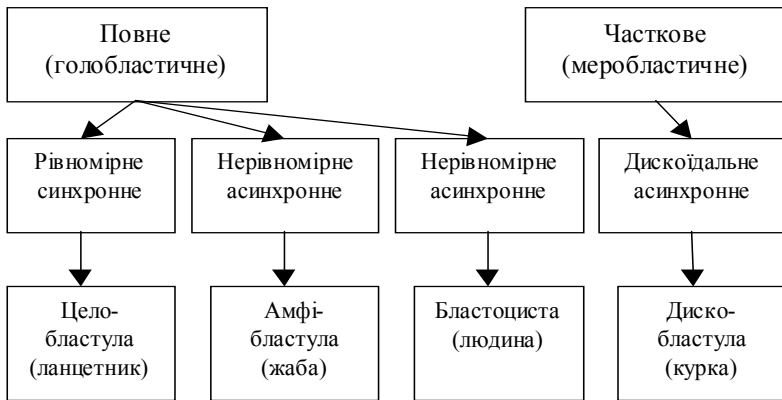 Повне
(голобластичне)
Часткове
(меробластичне)
Рівномірне
синхронне
Нерівномірне
асинхронне
Нерівномірне
асинхронне
Дискоїдальне
асинхронне
Цело-
бластула
(ланцетник)
Амфі-
бластула
(жаба)
Бластоциста
(людина)
Диско-
бластула
(курка)